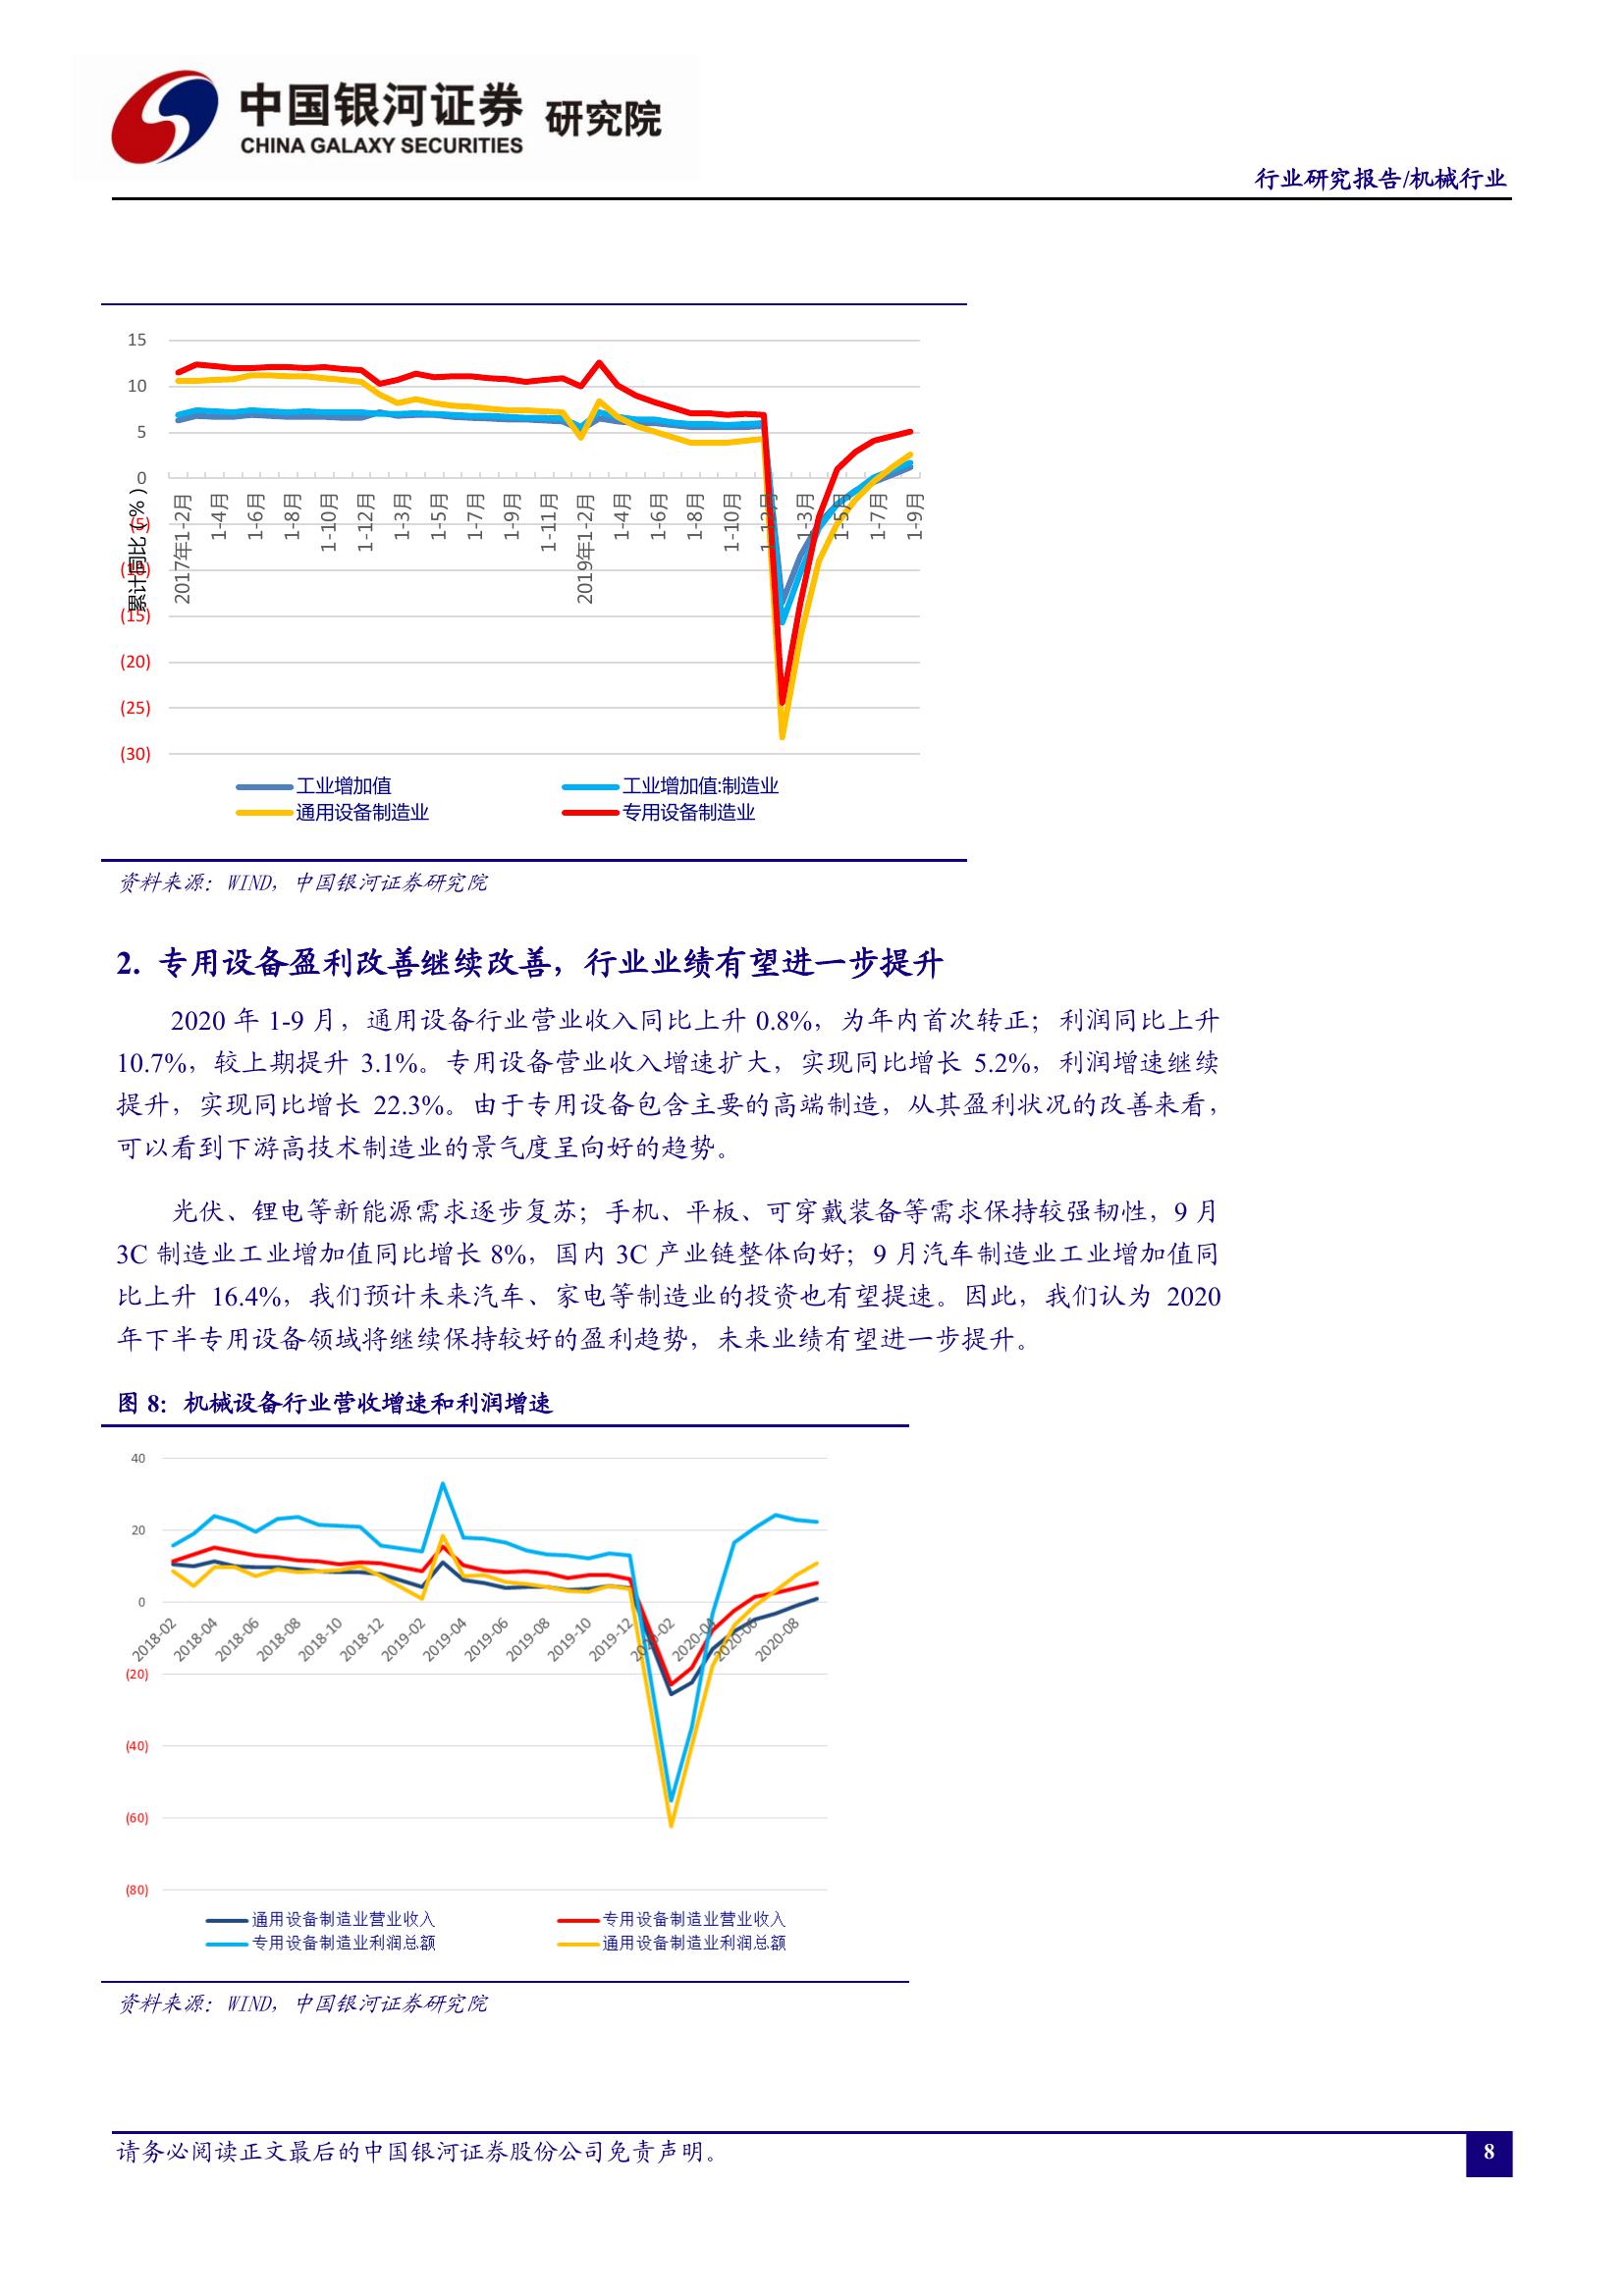 中国银河证券 研究院
CHINA GALAXY SECURITIES
行业研究报告/机械行业
15
10
5
0
(5)
(10)
(15)
(20)
(25)
(30)
累计同比（%）
2017年1-2月
1-4月
1-6月
1-8月
1-10月
1-12月
1-3月
1-5月
1-7月
1-9月
1-11月
2019年1-2月
1-4月
1-6月
1-8月
1-10月
1-12月
1-3月
1-5月
1-7月
1-9月
工业增加值 工业增加值:制造业
通用设备制造业 专用设备制造业
资料来源：WIND，中国银河证券研究院
2. 专用设备盈利改善继续改善，行业业绩有望进一步提升
2020 年 1-9 月，通用设备行业营业收入同比上升 0.8%，为年内首次转正；利润同比上升
10.7%，较上期提升 3.1%。专用设备营业收入增速扩大，实现同比增长 5.2%，利润增速继续
提升，实现同比增长 22.3%。由于专用设备包含主要的高端制造，从其盈利状况的改善来看，
可以看到下游高技术制造业的景气度呈向好的趋势。
光伏、锂电等新能源需求逐步复苏；手机、平板、可穿戴装备等需求保持较强韧性，9 月
3C 制造业工业增加值同比增长 8%，国内 3C 产业链整体向好；9 月汽车制造业工业增加值同
比上升 16.4%，我们预计未来汽车、家电等制造业的投资也有望提速。因此，我们认为 2020
年下半专用设备领域将继续保持较好的盈利趋势，未来业绩有望进一步提升。
图 8：机械设备行业营收增速和利润增速
40
20
0
(20)
(40)
(60)
(80)
2018-02
2018-04
2018-06
2018-08
2018-10
2018-12
2019-02
2019-04
2019-06
2019-08
2019-10
2019-12
2020-02
2020-04
2020-06
2020-08
通用设备制造业营业收入 专用设备制造业营业收入
专用设备制造业利润总额 通用设备制造业利润总额
资料来源：WIND，中国银河证券研究院
请务必阅读正文最后的中国银河证券股份公司免责声明。
8